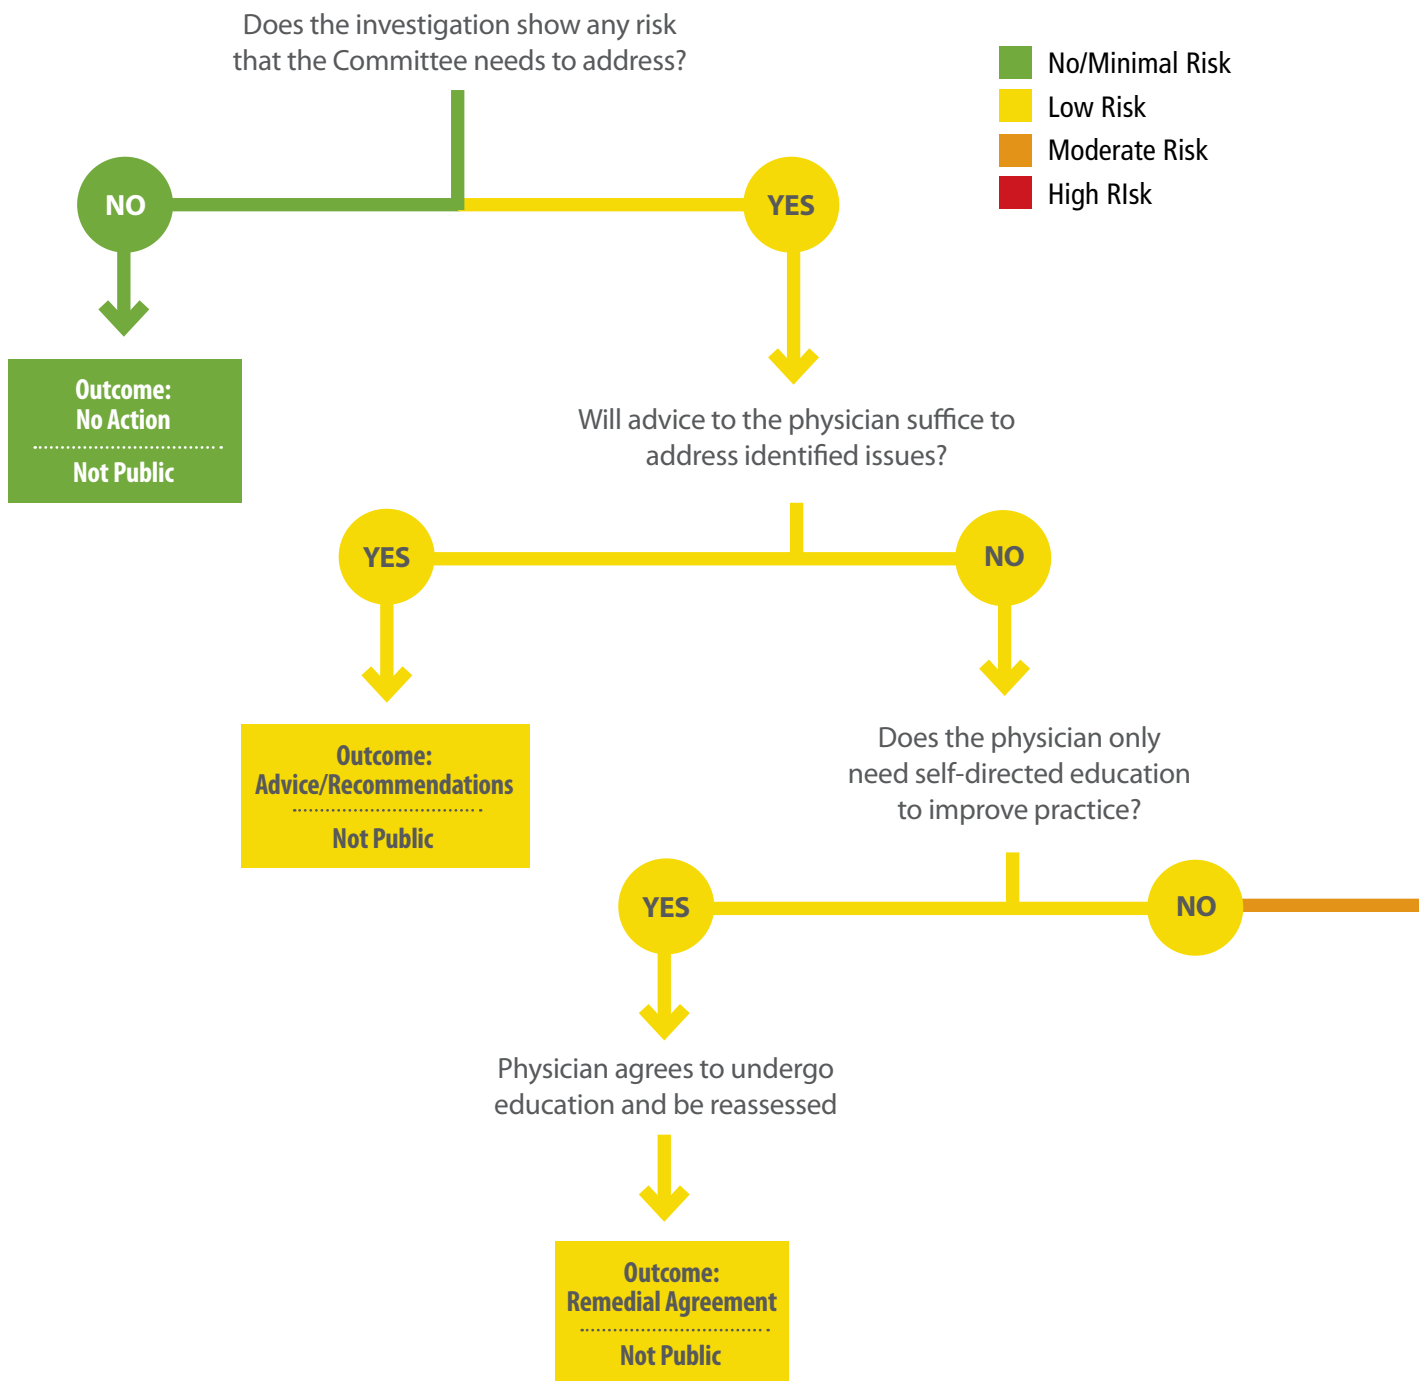 Does the investigation show any risk
that the Committee needs to address?
No/Minimal Risk
Low Risk
Moderate Risk
High RIsk
NO
YES
Outcome:
No Action
Not Public
Will advice to the physician suffice to
address identified issues?
YES
NO
Outcome:
Advice/Recommendations
Not Public
Does the physician only
need self-directed education
to improve practice?
YES
NO
Physician agrees to undergo
education and be reassessed
Outcome:
Remedial Agreement
Not Public